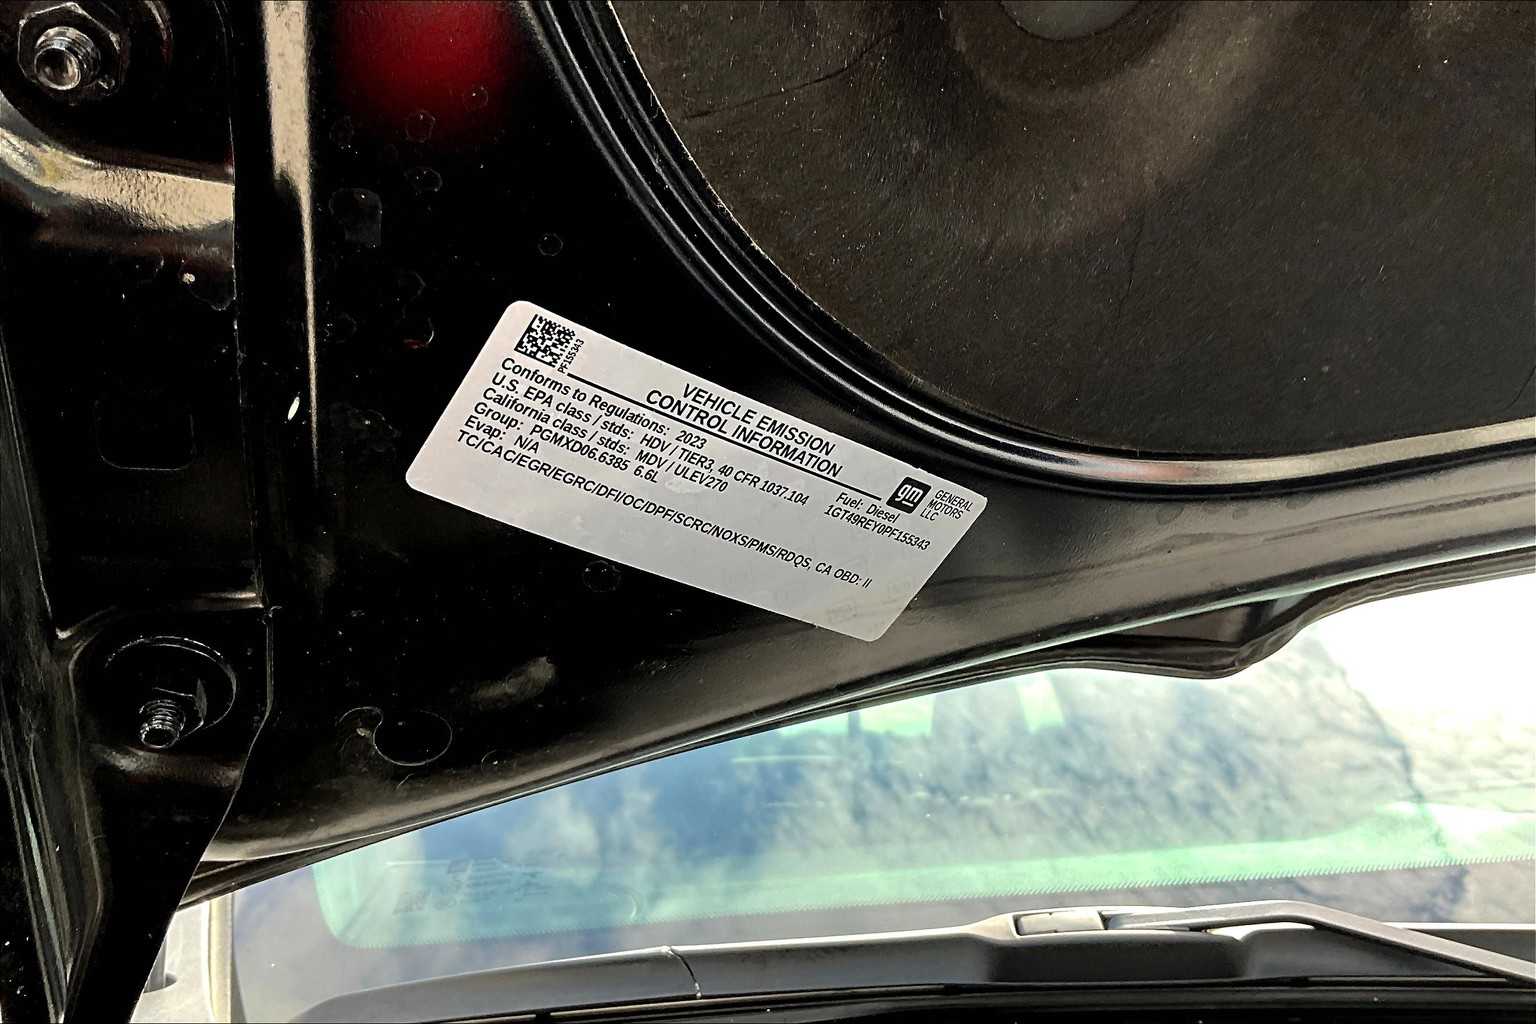 PF155343
VEHICLE EMISSION
CONTROL INFORMATION
gm
GENERAL
MOTORS
LLC
Conforms to Regulations: 2023
U.S. EPA class / stds: HDV / TIER3, 40 CFR 1037.104
Fuel: Diesel
California class / stds: MDV / ULEV270
1GT49REY0PF155343
Group: PGMXD06.6385 6.6L
Evap: N/A
TC/CAC/EGR/EGRC/DFI/OC/DPF/SCRC/NOXS/PMS/RDQS, CA OBD: II